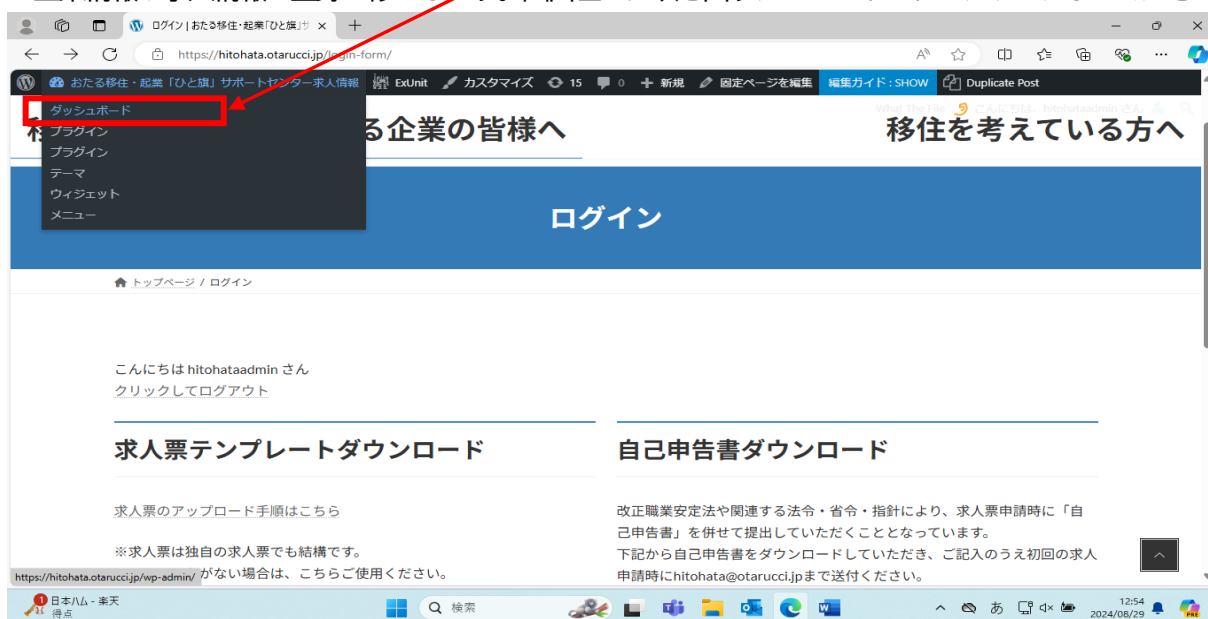 ログイン | おたる移住・起業「ひと旗」サ
https://hitohata.otarucci.jp/login-form/
おたる移住・起業「ひと旗」サポートセンター求人情報 ExUnit カスタマイズ 15 0 新規 固定ページを編集 編集ガイド : SHOW Duplicate Post
What The File こんにちは、hitohataadmin さん
ダッシュボード
プラグイン
プラグイン
テーマ
ウィジェット
メニュー
る企業の皆様へ
移住を考えている方へ
ログイン
トップページ / ログイン
こんにちは hitohataadmin さん
クリックしてログアウト
求人票テンプレートダウンロード
求人票のアップロード手順はこちら
※求人票は独自の求人票でも結構です。
がない場合は、こちらご使用ください。
自己申告書ダウンロード
改正職業安定法や関連する法令・省令・指針により、求人票申請時に「自
己申告書」を併せて提出していただくこととなっています。
下記から自己申告書をダウンロードしていただき、ご記入のうえ初回の求人
申請時にhitohata@otarucci.jpまで送付ください。
https://hitohata.otarucci.jp/wp-admin/
日本ハム - 楽天
得点
検索
あ
12:54
2024/08/29